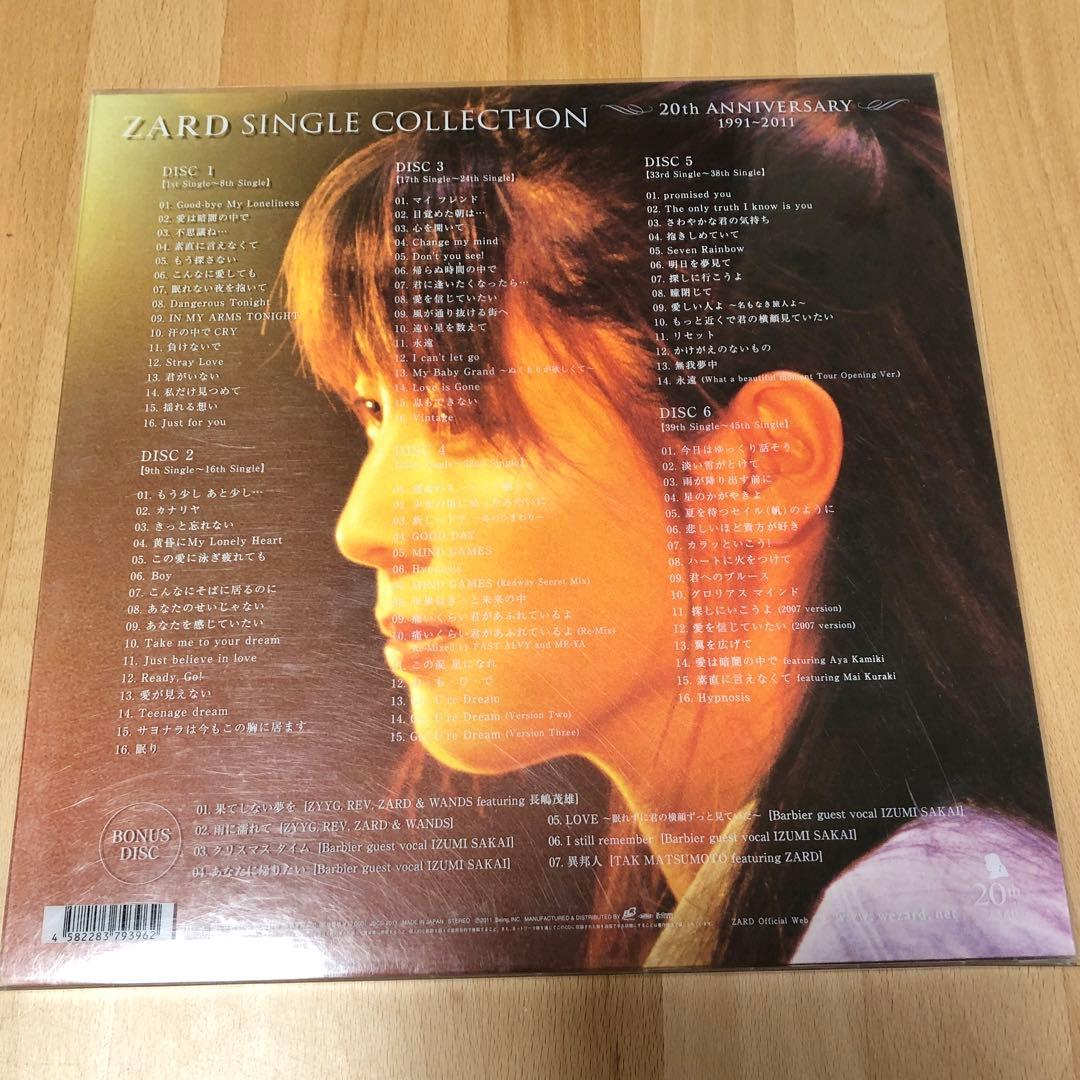 ZARD SINGLE COLLECTION
20th ANNIVERSARY
1991~2011
DISC 1
【1st Single～8th Single】
01. Good-bye My Loneliness
02. 愛は暗闇の中で
03. 不思議ね…
04. 素直に言えなくて
05. もう探さない
06. こんなに愛しても
07. 眠れない夜を抱いて
08. Dangerous Tonight
09. IN MY ARMS TONIGHT
10. 汗の中でCRY
11. 負けないで
12. Stray Love
13. 君がいない
14. 私だけ見つめて
15. 揺れる想い
16. Just for you
DISC 2
【9th Single～16th Single】
01. もう少し あと少し…
02. カナリヤ
03. きっと忘れない
04. 黄昏にMy Lonely Heart
05. この愛に泳ぎ疲れても
06. Boy
07. こんなにそばに居るのに
08. あなたのせいじゃない
09. あなたを感じていたい
10. Take me to your dream
11. Just believe in love
12. Ready, Go!
13. 愛が見えない
14. Teenage dream
15. サヨナラは今もこの胸に居ます
16. 眠り
DISC 3
【17th Single～24th Single】
01. マイ フレンド
02. 目覚めた朝は…
03. 心を開いて
04. Change my mind
05. Don't you see!
06. 帰らぬ時間の中で
07. 君に逢いたくなったら…
08. 愛を信じていたい
09. 風が通り抜ける街へ
10. 遠い星を数えて
11. 永遠
12. I can't let go
13. My Baby Grand ～ぬくもりが欲しくて～
14. Love is Gone
15. 息もできない
16. Vintage
DISC 4
04. GOOD DAY
05. MIND GAMES
06. Hypnosis
07. MIND GAMES (Redway Secret Mix)
08. 世界はきっと未来の中
09. 痛いくらい君があふれているよ
10. 痛いくらい君があふれているよ (Re-Mix)
Re-Mixed by FAST ALVY and ME-YA
11. この涙 星になれ
13. U're Dream
14. U're Dream (Version Two)
15. U're Dream (Version Three)
DISC 5
【33rd Single～38th Single】
01. promised you
02. The only truth I know is you
03. さわやかな君の気持ち
04. 抱きしめていて
05. Seven Rainbow
06. 明日を夢見て
07. 探しに行こうよ
08. 瞳閉じて
09. 愛しい人よ ～名もなき旅人よ～
10. もっと近くで君の横顔見ていたい
11. リセット
12. かけがえのないもの
13. 無我夢中
14. 永遠 (What a beautiful moment Tour Opening Ver.)
DISC 6
【39th Single～45th Single】
01. 今日はゆっくり話そう
02. 淡い雪がとけて
03. 雨が降り出す前に
04. 星のかがやきよ
05. 夏を待つセイル(帆)のように
06. 悲しいほど貴方が好き
07. カラッといこう!
08. ハートに火をつけて
09. 君へのブルース
10. グロリアス マインド
11. 探しにいこうよ (2007 version)
12. 愛を信じていたい (2007 version)
13. 翼を広げて
14. 愛は暗闇の中で featuring Aya Kamiki
15. 素直に言えなくて featuring Mai Kuraki
16. Hypnosis
BONUS
DISC
01. 果てしない夢を [ZYYG, REV, ZARD & WANDS featuring 長嶋茂雄]
02. 雨に濡れて [ZYYG, REV, ZARD & WANDS]
03. クリスマス タイム [Barbier guest vocal IZUMI SAKAI]
04. あなたに帰りたい [Barbier guest vocal IZUMI SAKAI]
05. LOVE ～眠れずに君の横顔ずっと見ていた～ [Barbier guest vocal IZUMI SAKAI]
06. I still remember [Barbier guest vocal IZUMI SAKAI]
07. 異邦人 [TAK MATSUMOTO featuring ZARD]
4 582283 793962
MADE IN JAPAN STEREO ℗2011 Being, INC. MANUFACTURED & DISTRIBUTED BY
ZARD Official Web www.wezard.net
20th